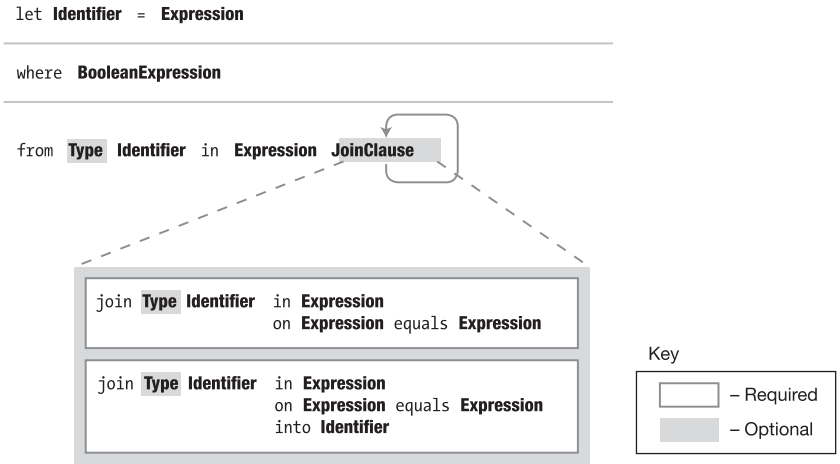 let Identifier = Expression
where BooleanExpression
from Type Identifier in Expression JoinClause
join Type Identifier in Expression
on Expression equals Expression
join Type Identifier in Expression
on Expression equals Expression
into Identifier
Key
– Required
– Optional